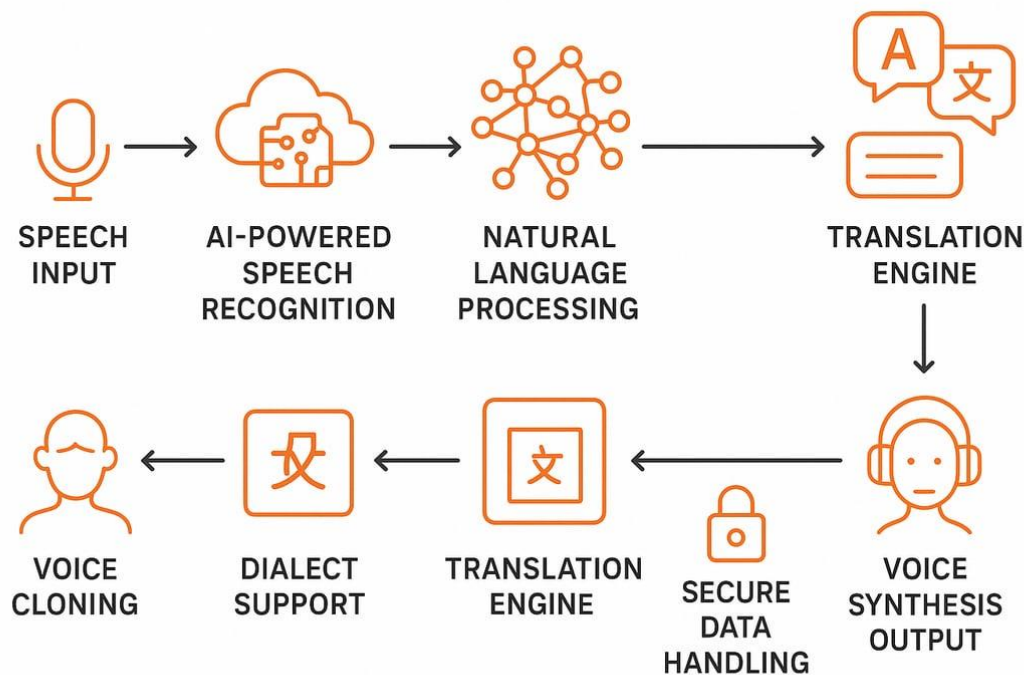 A
文
SPEECH
INPUT
AI-POWERED
SPEECH
RECOGNITION
NATURAL
LANGUAGE
PROCESSING
TRANSLATION
ENGINE
文
VOICE
CLONING
DIALECT
SUPPORT
TRANSLATION
ENGINE
SECURE
DATA
HANDLING
VOICE
SYNTHESIS
OUTPUT